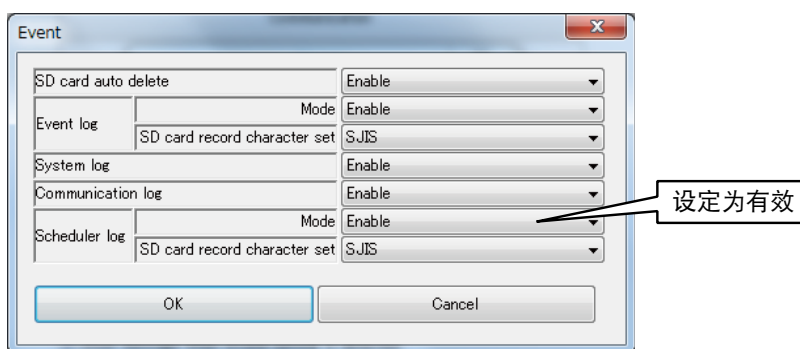 Event
SD card auto delete Enable
Event log Mode Enable
SD card record character set SJIS
System log Enable
Communication log Enable
设定为有效
Scheduler log Mode Enable
SD card record character set SJIS
OK Cancel